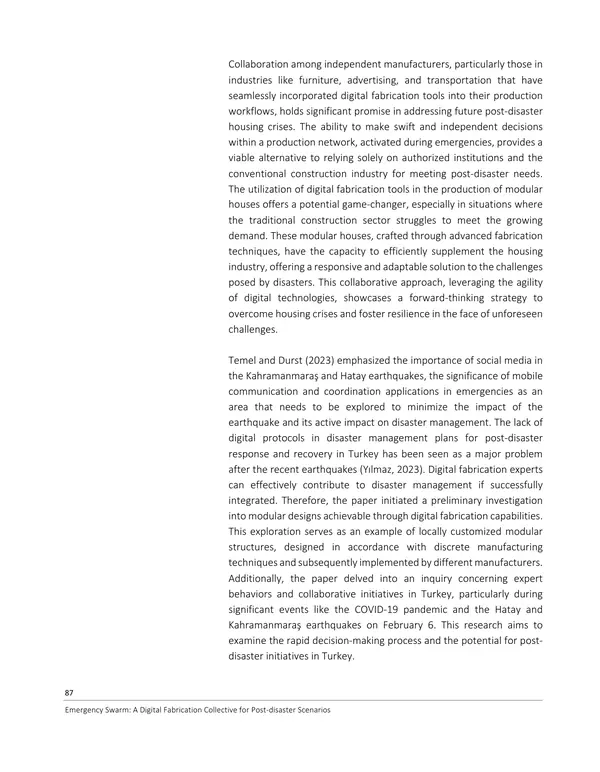 Collaboration among independent manufacturers, particularly those in
industries like furniture, advertising, and transportation that have
seamlessly incorporated digital fabrication tools into their production
workflows, holds significant promise in addressing future post-disaster
housing crises. The ability to make swift and independent decisions
within a production network, activated during emergencies, provides a
viable alternative to relying solely on authorized institutions and the
conventional construction industry for meeting post-disaster needs.
The utilization of digital fabrication tools in the production of modular
houses offers a potential game-changer, especially in situations where
the traditional construction sector struggles to meet the growing
demand. These modular houses, crafted through advanced fabrication
techniques, have the capacity to efficiently supplement the housing
industry, offering a responsive and adaptable solution to the challenges
posed by disasters. This collaborative approach, leveraging the agility
of digital technologies, showcases a forward-thinking strategy to
overcome housing crises and foster resilience in the face of unforeseen
challenges.
Temel and Durst (2023) emphasized the importance of social media in
the Kahramanmaraş and Hatay earthquakes, the significance of mobile
communication and coordination applications in emergencies as an
area that needs to be explored to minimize the impact of the
earthquake and its active impact on disaster management. The lack of
digital protocols in disaster management plans for post-disaster
response and recovery in Turkey has been seen as a major problem
after the recent earthquakes (Yılmaz, 2023). Digital fabrication experts
can effectively contribute to disaster management if successfully
integrated. Therefore, the paper initiated a preliminary investigation
into modular designs achievable through digital fabrication capabilities.
This exploration serves as an example of locally customized modular
structures, designed in accordance with discrete manufacturing
techniques and subsequently implemented by different manufacturers.
Additionally, the paper delved into an inquiry concerning expert
behaviors and collaborative initiatives in Turkey, particularly during
significant events like the COVID-19 pandemic and the Hatay and
Kahramanmaraş earthquakes on February 6. This research aims to
examine the rapid decision-making process and the potential for post-
disaster initiatives in Turkey.
87
Emergency Swarm: A Digital Fabrication Collective for Post-disaster Scenarios